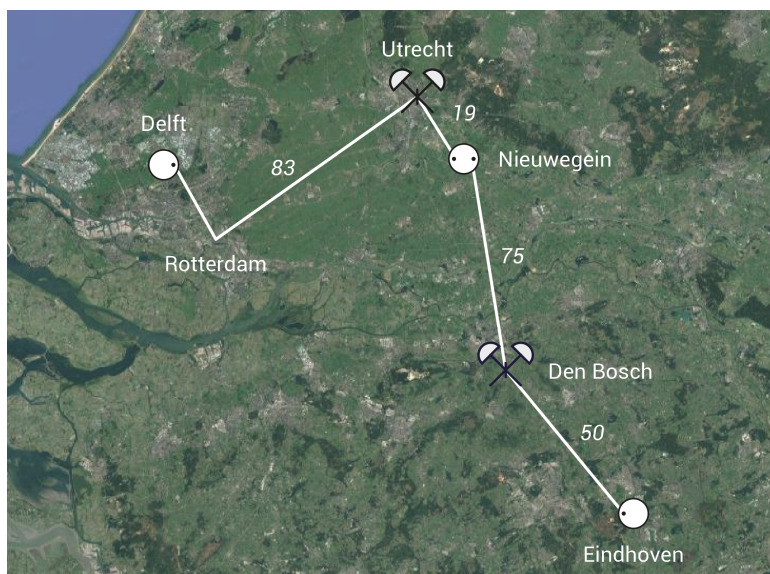 Utrecht
19
Delft
Nieuwegein
83
Rotterdam
75
Den Bosch
50
Eindhoven